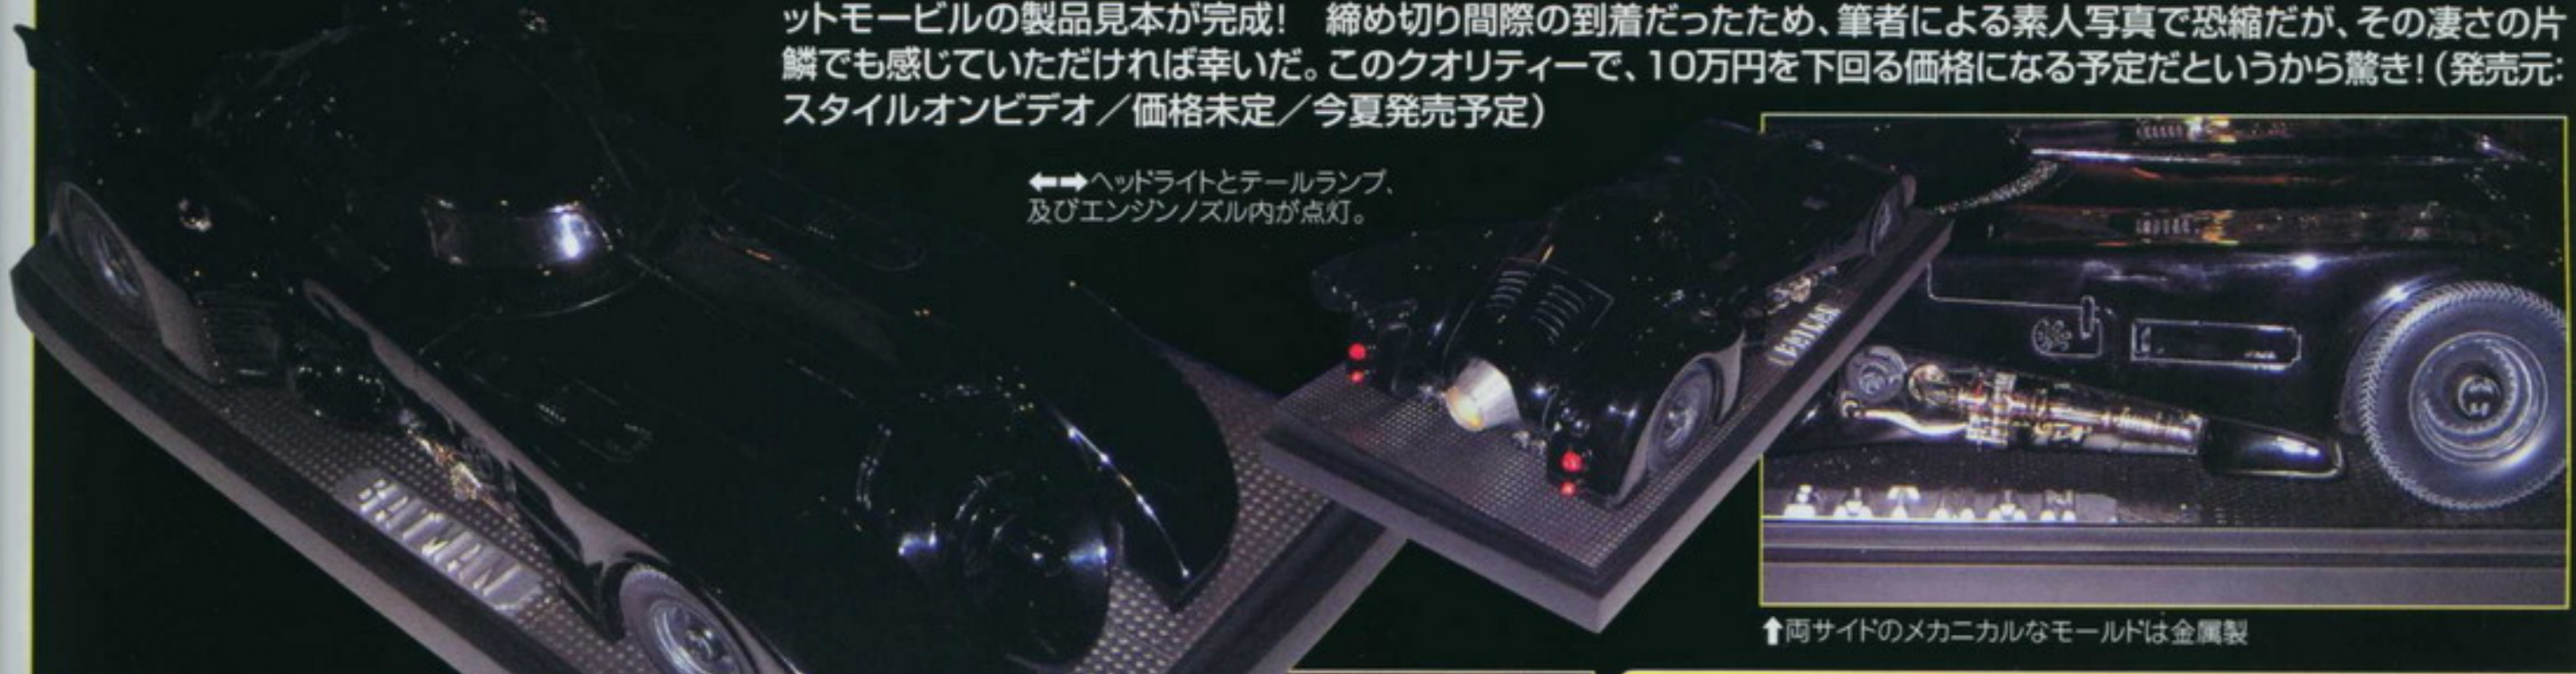 ットモービルの製品見本が完成!　締め切り間際の到着だったため、筆者による素人写真で恐縮だが、その凄さの片
鱗でも感じていただければ幸いだ。このクオリティーで、10万円を下回る価格になる予定だというから驚き!(発売元:
スタイルオンビデオ／価格未定／今夏発売予定)
⬅➡ヘッドライトとテールランプ、
及びエンジンノズル内が点灯。
BATMAN
⬆両サイドのメカニカルなモールドは金属製